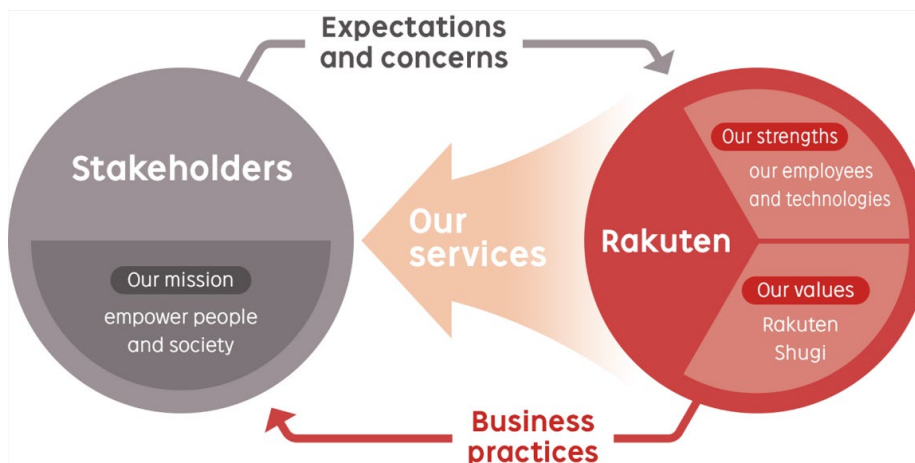 Expectations
and concerns
Stakeholders
Our mission
empower people
and society
Our
services
Rakuten
Our strengths
our employees
and technologies
Our values
Rakuten
Shugi
Business
practices